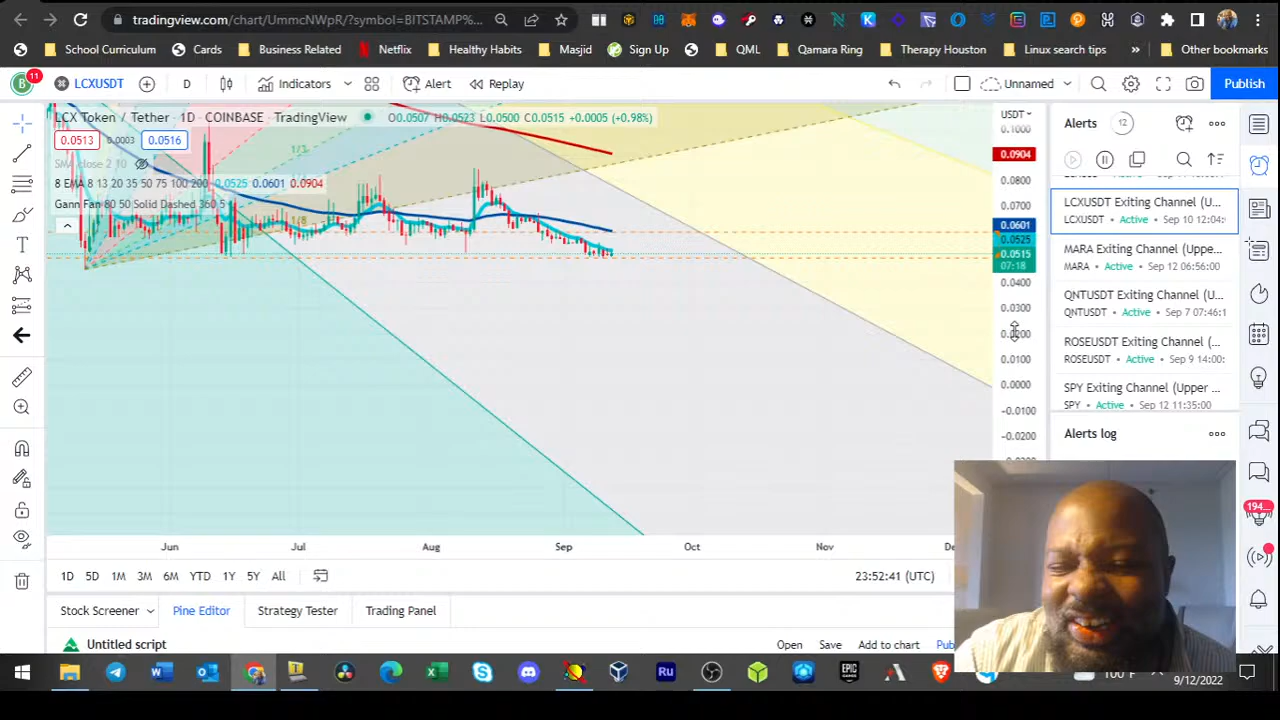 tradingview.com/chart/UmmcNWpR/?symbol=BITSTAMP%...
School Curriculum
Cards
Business Related
Netflix
Healthy Habits
Masjid
Sign Up
QML
Qamara Ring
Therapy Houston
Linux search tips
»
Other bookmarks
B
11
LCXUSDT
D
Indicators
Alert
Replay
Unnamed
Publish
LCX Token / Tether · 1D · COINBASE · TradingView
O0.0507 H0.0523 L0.0500 C0.0515 +0.0005 (+0.98%)
0.0513
0.0003
0.0516
SMA close 2 10
8 EMA 8 13 20 35 50 75 100 200 0.0525 0.0601 0.0904
Gann Fan 80 50 Solid Dashed 360 5
1/3
1/8
USDT
0.1000
0.0904
0.0800
0.0700
0.0601
0.0525
0.0515
07:18
0.0400
0.0300
0.0200
0.0100
0.0000
-0.0100
-0.0200
Jun
Jul
Aug
Sep
Oct
Nov
Alerts
12
LCXUSDT Exiting Channel (U...
LCXUSDT • Active • Sep 10 12:04:
MARA Exiting Channel (Uppe...
MARA • Active • Sep 12 06:56:00
QNTUSDT Exiting Channel (U...
QNTUSDT • Active • Sep 7 07:46:1
ROSEUSDT Exiting Channel (...
ROSEUSDT • Active • Sep 9 14:00:
SPY Exiting Channel (Upper ...
SPY • Active • Sep 12 11:35:00
Alerts log
194
1D
5D
1M
3M
6M
YTD
1Y
5Y
All
23:52:41 (UTC)
Stock Screener
Pine Editor
Strategy Tester
Trading Panel
Untitled script
Open
Save
Add to chart
Pub
Ru
EPIC
GAMES
100°F
9/12/2022